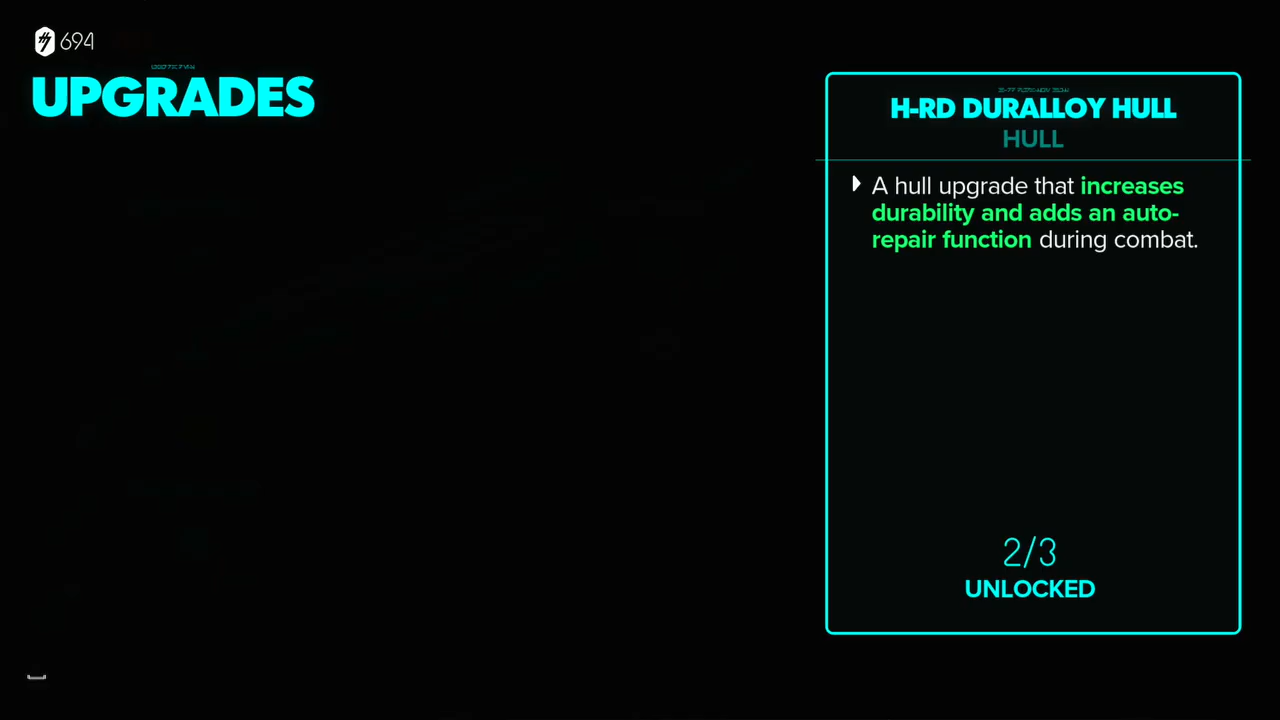 694
UPGRADES
H-RD DURALLOY HULL
HULL
A hull upgrade that increases
durability and adds an auto-
repair function during combat.
2/3
UNLOCKED